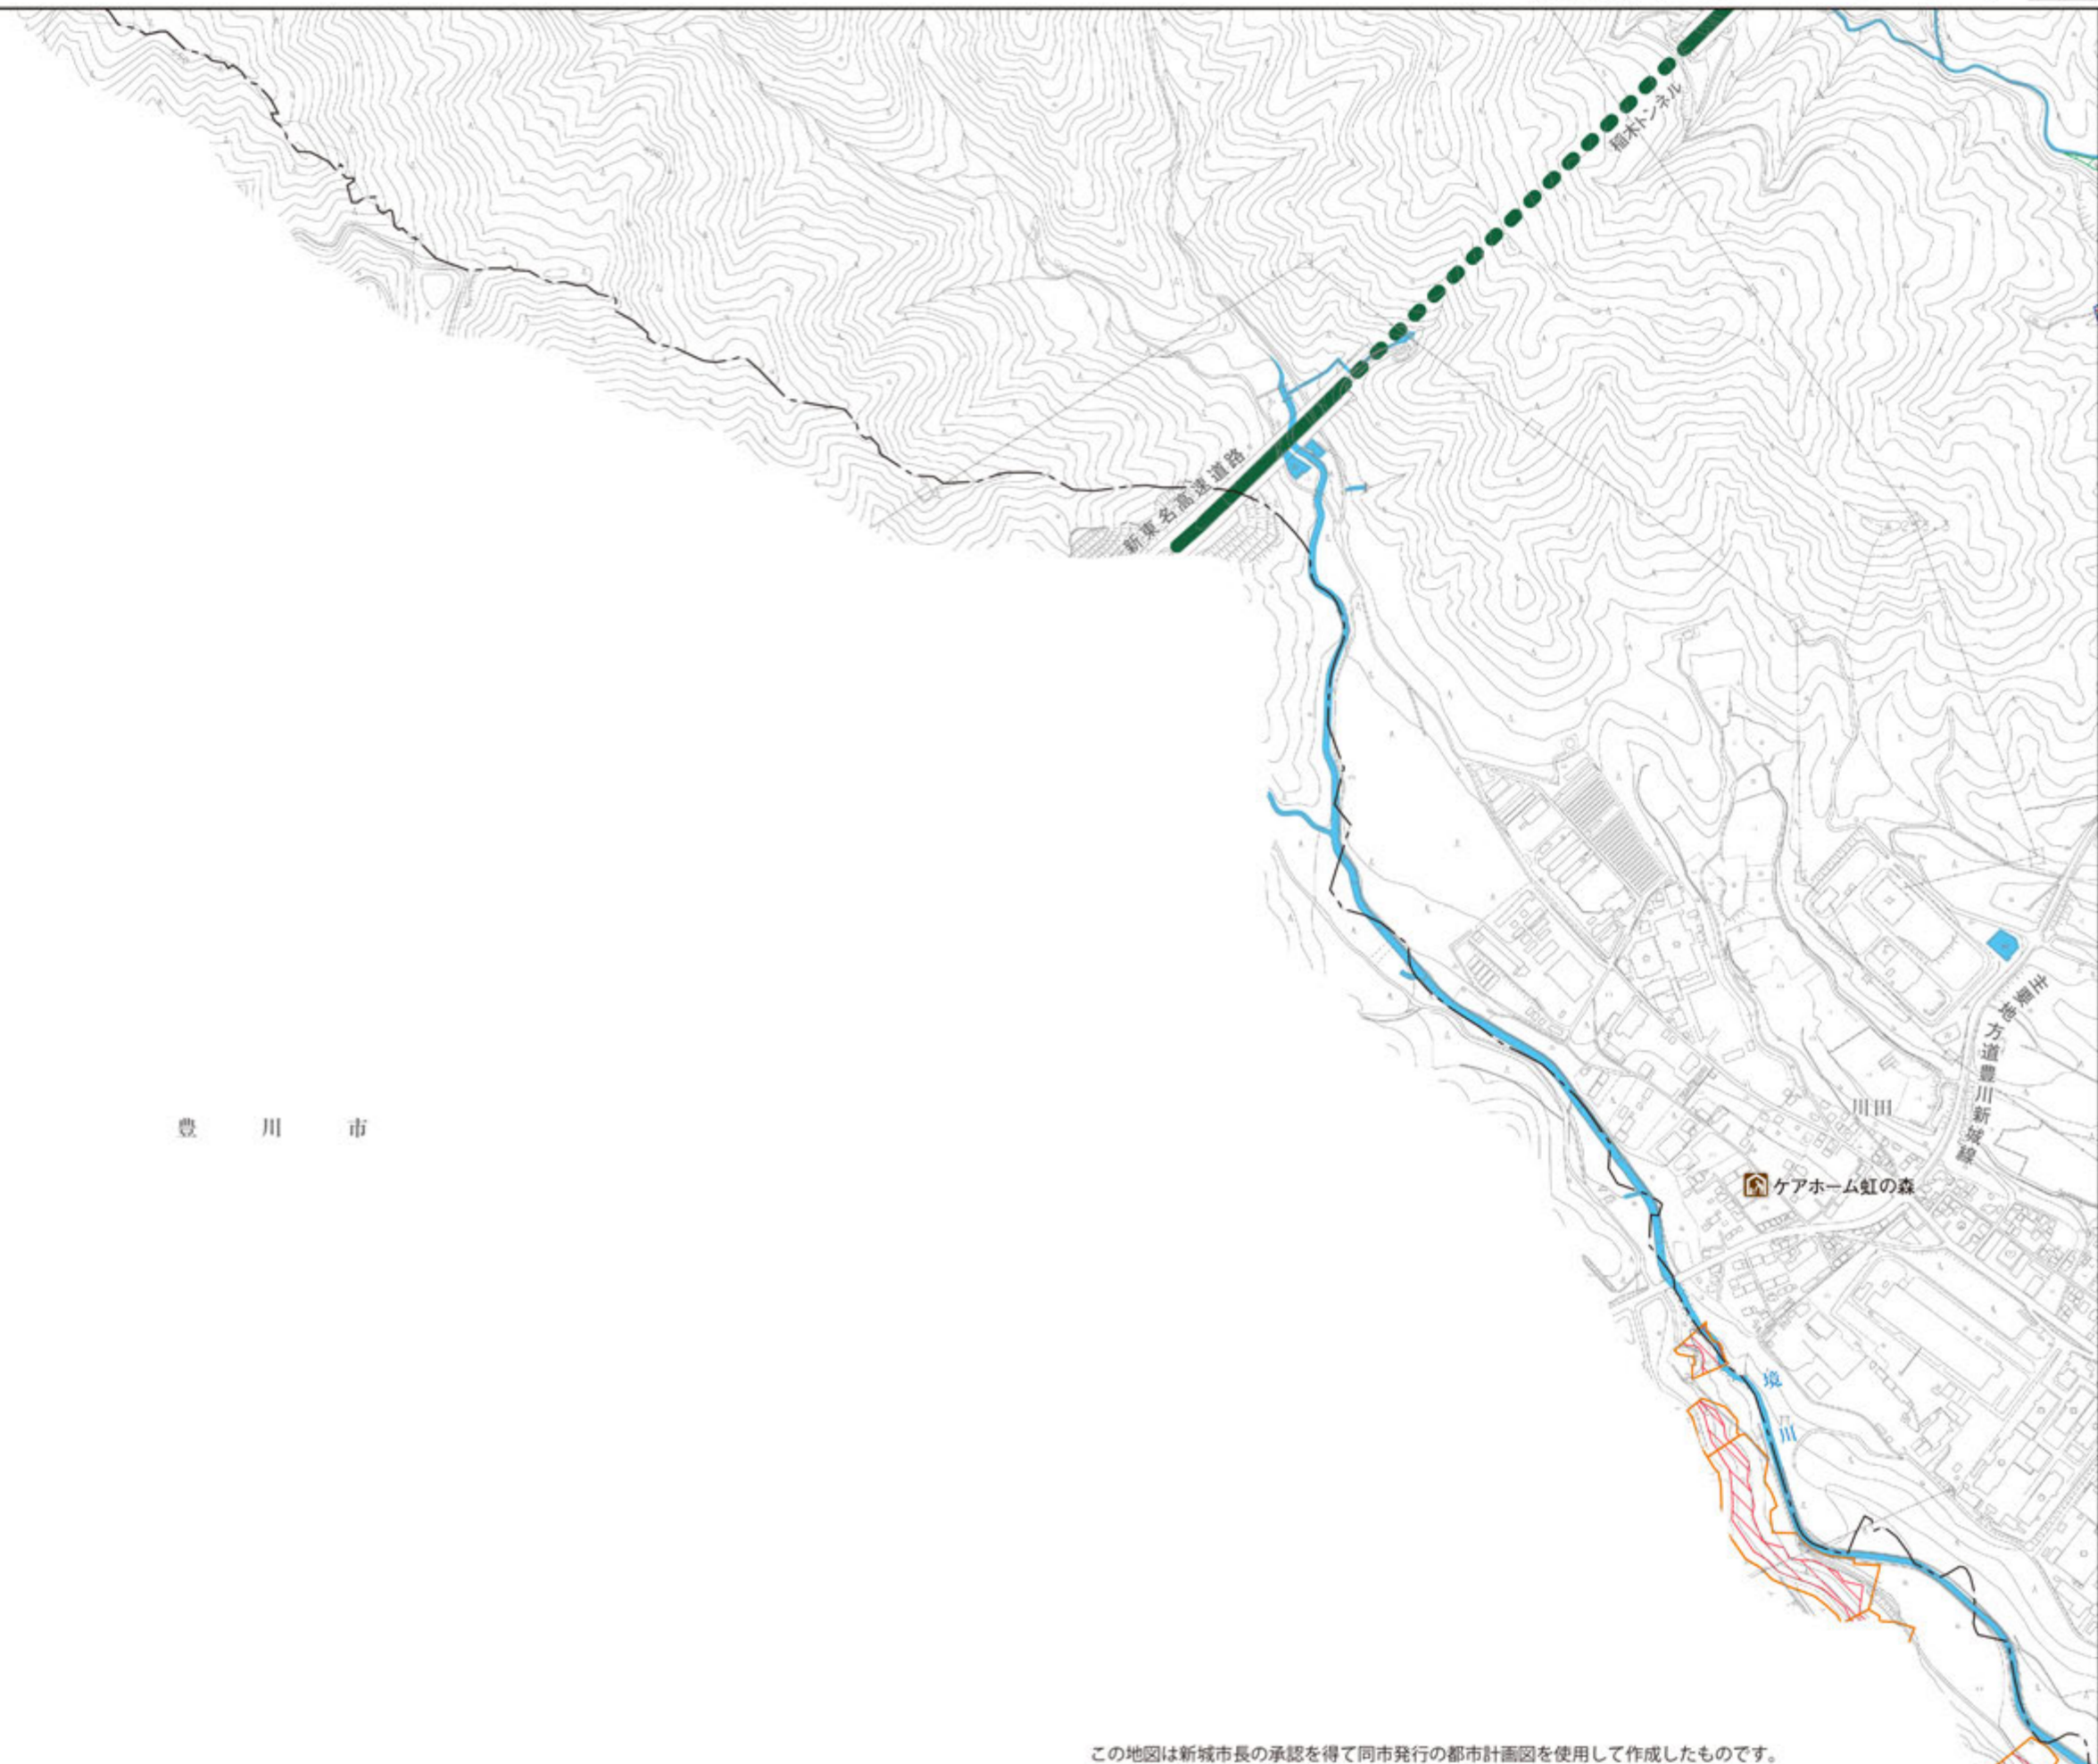 稲木トンネル
新東名高速道路
主要地方道豊川新城線
川田
豊川市
ケアホーム虹の森
境川
この地図は新城市長の承認を得て同市発行の都市計画図を使用して作成したものです。